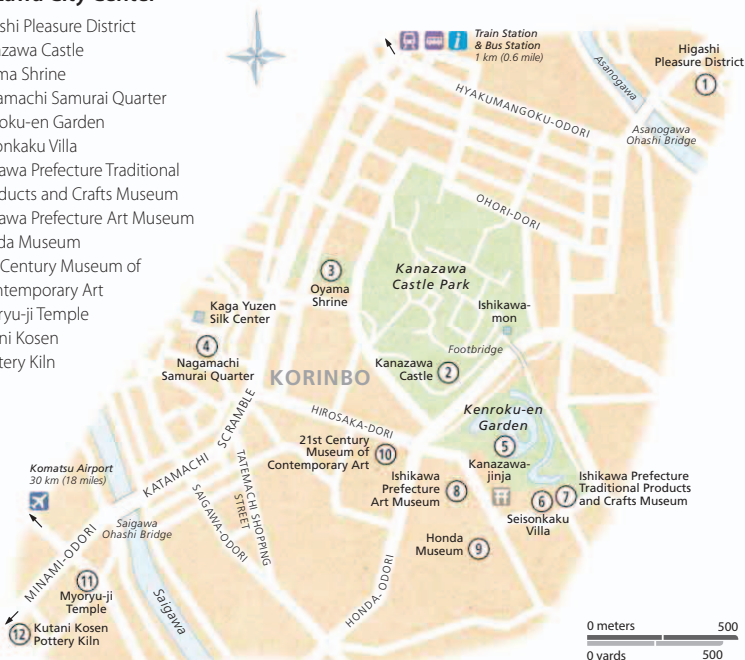 City Center
shi Pleasure District
zawa Castle
ma Shrine
amachi Samurai Quarter
oku-en Garden
onkaku Villa
awa Prefecture Traditional
ducts and Crafts Museum
awa Prefecture Art Museum
da Museum
Century Museum of
ntemporary Art
ryu-ji Temple
ni Kosen
tery Kiln
i
Train Station
& Bus Station
1 km (0.6 mile)
Higashi
Pleasure District
1
Asanogawa
Asanogawa
Ohashi Bridge
HYAKUMANGOKU-ODORI
OHORI-DORI
3
Oyama
Shrine
Kanazawa
Castle Park
Ishikawa-
mon
Kaga Yuzen
Silk Center
4
Nagamachi
Samurai Quarter
Footbridge
Kanazawa
Castle
2
KORINBO
Kenroku-en
Garden
5
Kanazawa-
jinja
HIROSAKA-DORI
KATAMACHI SCRAMBLE
21st Century
Museum of
Contemporary Art
10
Ishikawa
Prefecture
Art Museum
8
6
7
Ishikawa Prefecture
Traditional Products
and Crafts Museum
Seisonkaku
Villa
Komatsu Airport
30 km (18 miles)
TATEMACHI SHOPPING
STREET
SAIGAWA-ODORI
Saigawa
Ohashi Bridge
Honda
Museum
9
MINAMI-ODORI
HONDA-ODORI
11
Myoryu-ji
Temple
Saigawa
12
Kutani Kosen
Pottery Kiln
0 meters 500
0 yards 500